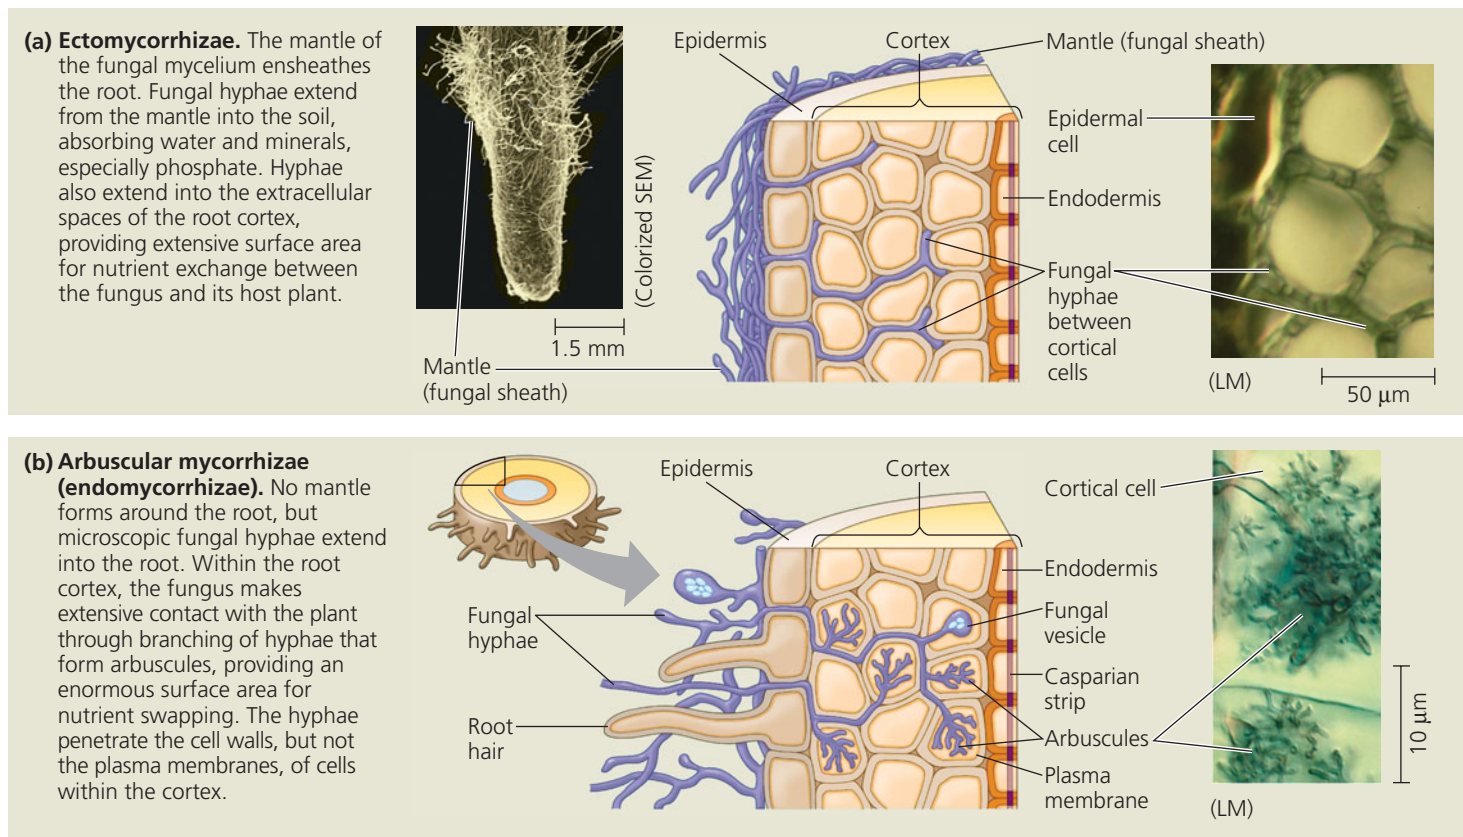 (a) Ectomycorrhizae. The mantle of
the fungal mycelium ensheathes
the root. Fungal hyphae extend
from the mantle into the soil,
absorbing water and minerals,
especially phosphate. Hyphae
also extend into the extracellular
spaces of the root cortex,
providing extensive surface area
for nutrient exchange between
the fungus and its host plant.
(Colorized SEM)
1.5 mm
Mantle
(fungal sheath)
Epidermis
Cortex
Mantle (fungal sheath)
Epidermal
cell
Endodermis
Fungal
hyphae
between
cortical
cells
(LM)
50 μm
(b) Arbuscular mycorrhizae
(endomycorrhizae). No mantle
forms around the root, but
microscopic fungal hyphae extend
into the root. Within the root
cortex, the fungus makes
extensive contact with the plant
through branching of hyphae that
form arbuscules, providing an
enormous surface area for
nutrient swapping. The hyphae
penetrate the cell walls, but not
the plasma membranes, of cells
within the cortex.
Epidermis
Cortex
Fungal
hyphae
Root
hair
Cortical cell
Endodermis
Fungal
vesicle
Casparian
strip
Arbuscules
Plasma
membrane
10 μm
(LM)